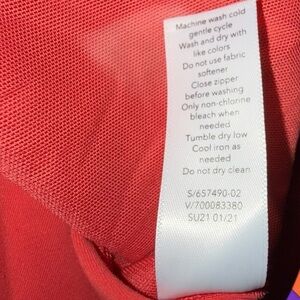 Machine wash cold
gentle cycle
Wash and dry with
like colors
Do not use fabric
softener
Close zipper
before washing
Only non-chlorine
bleach when
needed
Tumble dry low
Cool iron as
needed
Do not dry clean
S/657490-02
V/700083380
SU21 01/21